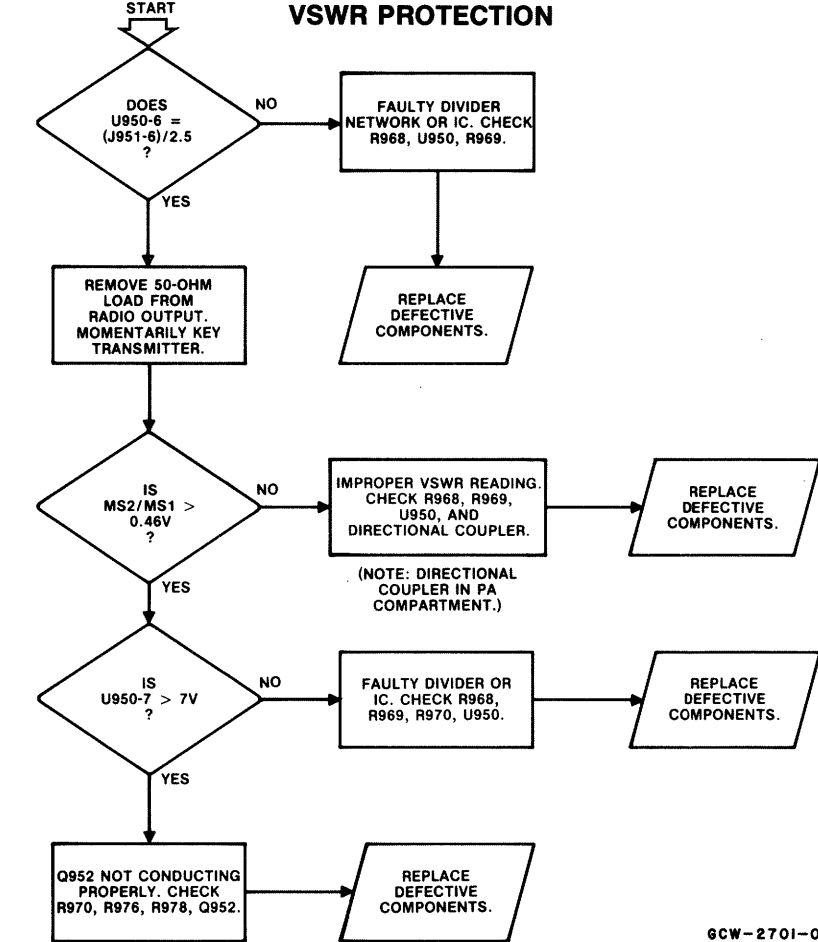 START
VSWR PROTECTION
DOES
U950-6 =
(J951-6)/2.5
?
NO
FAULTY DIVIDER
NETWORK OR IC. CHECK
R968, U950, R969.
YES
REMOVE 50-OHM
LOAD FROM
RADIO OUTPUT.
MOMENTARILY KEY
TRANSMITTER.
REPLACE
DEFECTIVE
COMPONENTS.
IS
MS2/MS1 >
0.46V
?
NO
IMPROPER VSWR READING.
CHECK R968, R969,
U950, AND
DIRECTIONAL COUPLER.
REPLACE
DEFECTIVE
COMPONENTS.
(NOTE: DIRECTIONAL
COUPLER IN PA
COMPARTMENT.)
YES
IS
U950-7 > 7V
?
NO
FAULTY DIVIDER OR
IC. CHECK R968,
R969, R970, U950.
REPLACE
DEFECTIVE
COMPONENTS.
YES
Q952 NOT CONDUCTING
PROPERLY. CHECK
R970, R976, R978, Q952.
REPLACE
DEFECTIVE
COMPONENTS.
GCW-2701-0